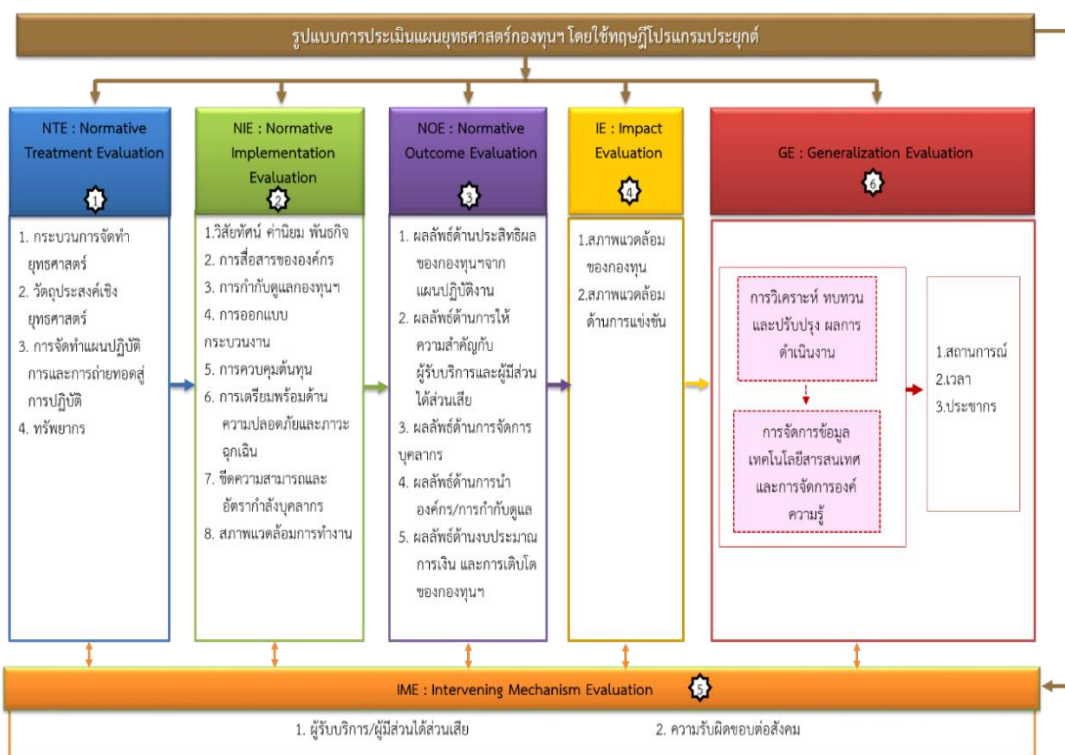 รูปแบบการประเมินแผนยุทธศาสตร์กองทุนฯ โดยใช้ทฤษฎีโปรแกรมประยุกต์
NTE : Normative
Treatment Evaluation
1
1. กระบวนการจัดทำ
ยุทธศาสตร์
2. วัตถุประสงค์เชิง
ยุทธศาสตร์
3. การจัดทำแผนปฏิบัติ
การและการถ่ายทอดสู่
การปฏิบัติ
4. ทรัพยากร
NIE : Normative
Implementation
Evaluation
2
1.วิสัยทัศน์ ค่านิยม พันธกิจ
2. การสื่อสารขององค์กร
3. การกำกับดูแลกองทุนฯ
4. การออกแบบ
กระบวนงาน
5. การควบคุมต้นทุน
6. การเตรียมพร้อมด้าน
ความปลอดภัยและภาวะ
ฉุกเฉิน
7. ขีดความสามารถและ
อัตรากำลังบุคลากร
8. สภาพแวดล้อมการทำงาน
NOE : Normative
Outcome Evaluation
3
1. ผลลัพธ์ด้านประสิทธิผล
ของกองทุนฯจาก
แผนปฏิบัติงาน
2. ผลลัพธ์ด้านการให้
ความสำคัญกับ
ผู้รับบริการและผู้มีส่วน
ได้ส่วนเสีย
3. ผลลัพธ์ด้านการจัดการ
บุคลากร
4. ผลลัพธ์ด้านการนำ
องค์กร/การกำกับดูแล
5. ผลลัพธ์ด้านงบประมาณ
การเงิน และการเติบโต
ของกองทุนฯ
IE : Impact
Evaluation
4
1.สภาพแวดล้อม
ของกองทุน
2.สภาพแวดล้อม
ด้านการแข่งขัน
GE : Generalization Evaluation
6
การวิเคราะห์ ทบทวน
และปรับปรุง ผลการ
ดำเนินงาน
การจัดการข้อมูล
เทคโนโลยีสารสนเทศ
และการจัดการองค์
ความรู้
1.สถานการณ์
2.เวลา
3.ประชากร
IME : Intervening Mechanism Evaluation
5
1. ผู้รับบริการ/ผู้มีส่วนได้ส่วนเสีย 2. ความรับผิดชอบต่อสังคม